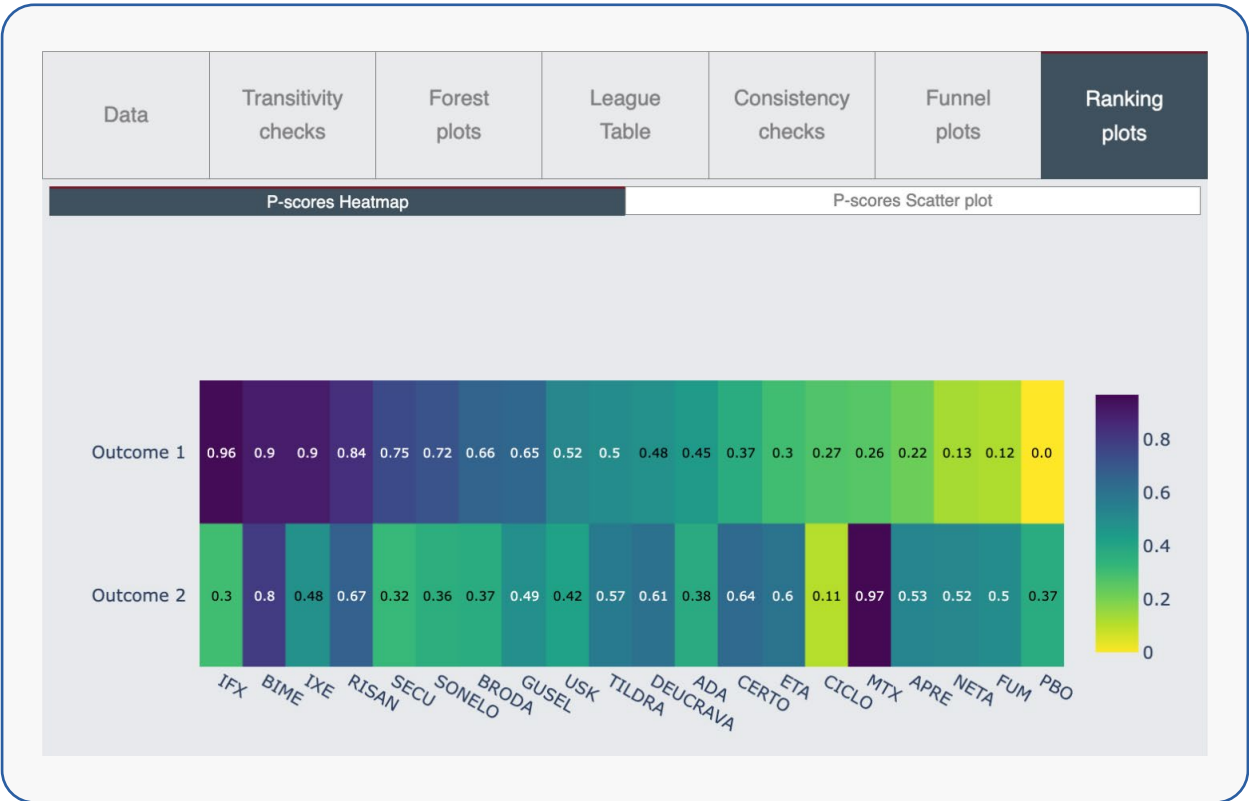 Data
Transitivity
checks
Forest
plots
League
Table
Consistency
checks
Funnel
plots
Ranking
plots
P-scores Heatmap
P-scores Scatter plot
Outcome 1 0.96 0.9 0.9 0.84 0.75 0.72 0.66 0.65 0.52 0.5 0.48 0.45 0.37 0.3 0.27 0.26 0.22 0.13 0.12 0.0
Outcome 2 0.3 0.8 0.48 0.67 0.32 0.36 0.37 0.49 0.42 0.57 0.61 0.38 0.64 0.6 0.11 0.97 0.53 0.52 0.5 0.37
IFX BIME IXE RISAN SECU SONELO BRODA GUSEL USK TILDRA DEUCRAVA ADA CERTO ETA CICLO MTX APRE NETA FUM PBO
0.8
0.6
0.4
0.2
0